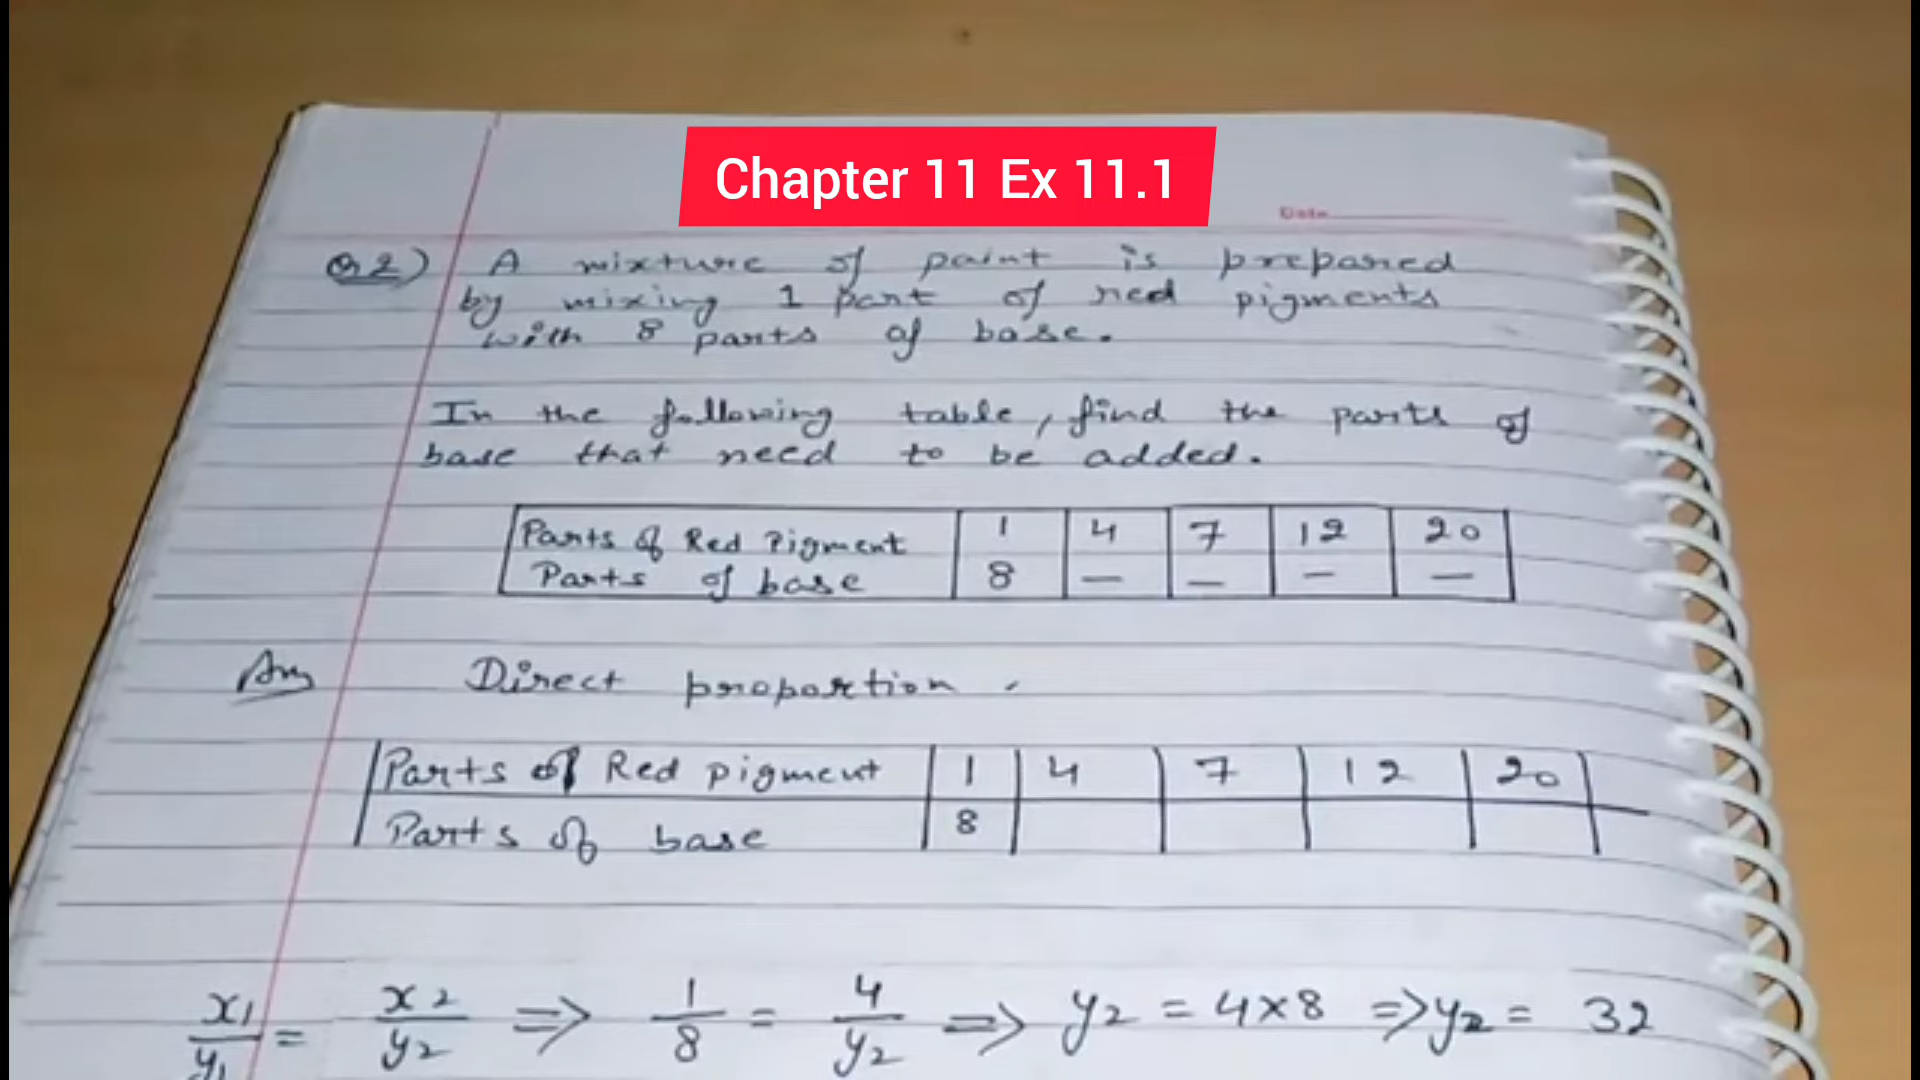 Chapter 11 Ex 11.1
Date
Q2) A mixture of paint is prepared
by mixing 1 part of red pigments
with 8 parts of base.
In the following table, find the parts of
base that need to be added.
Parts of Red Pigment 1 4 7 12 20
Parts of base 8 — — — —
Ans Direct proportion.
Parts of Red pigment 1 4 7 12 20
Parts of base 8
x1/y1 = x2/y2 ⇒ 1/8 = 4/y2 ⇒ y2 = 4×8 ⇒ y2 = 32